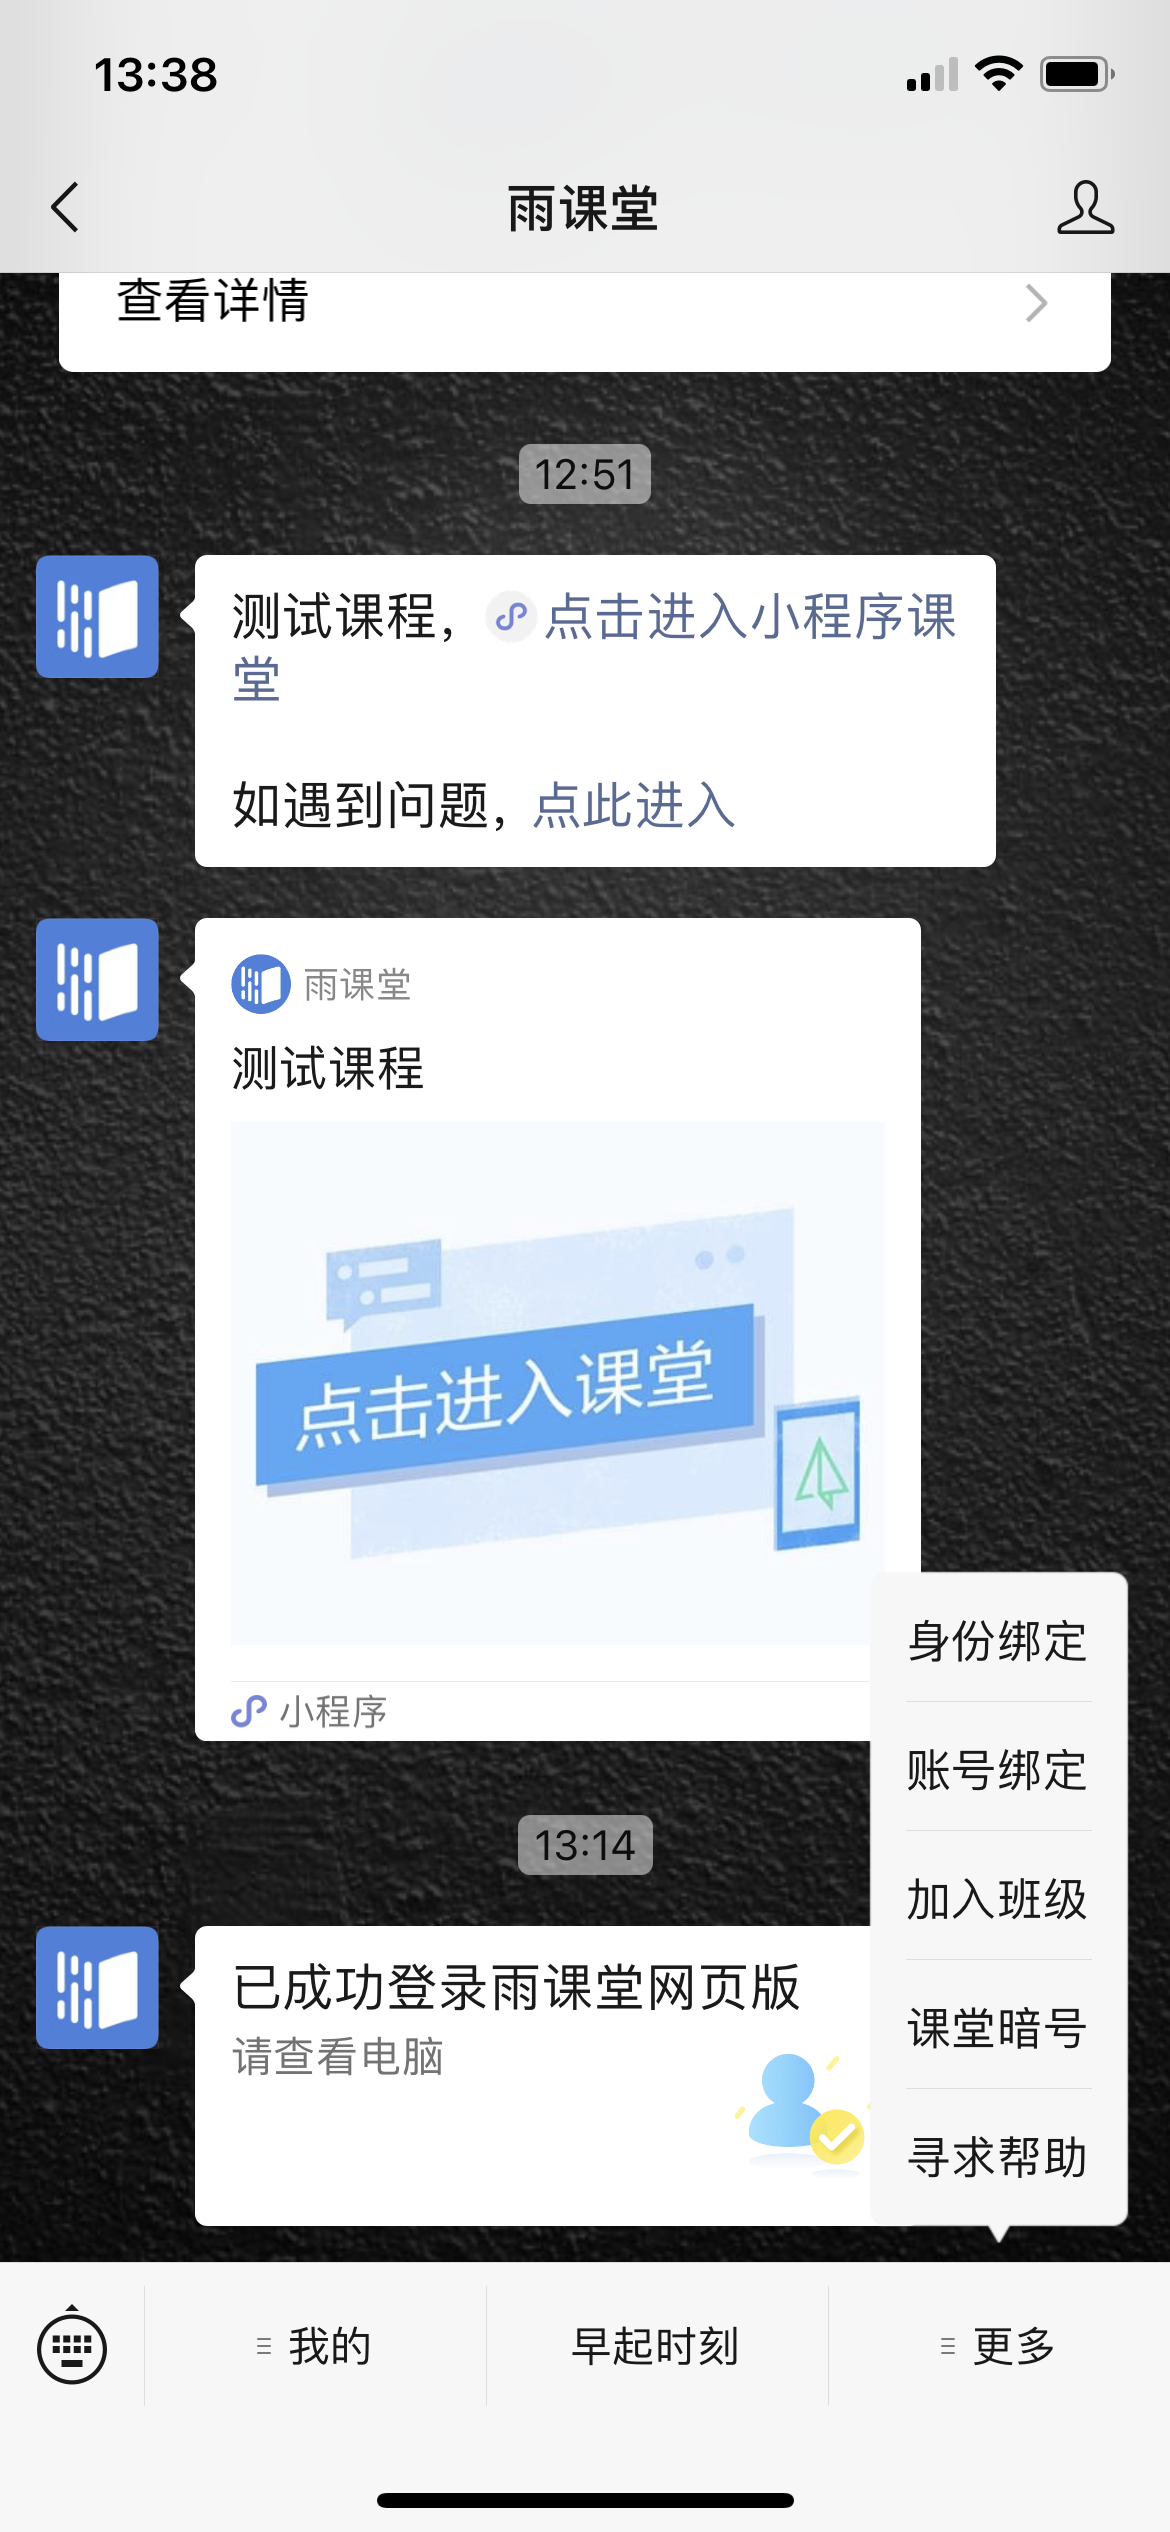 13:38
雨课堂
查看详情
12:51
测试课程，点击进入小程序课
堂
如遇到问题，点此进入
雨课堂
测试课程
点击进入课堂
小程序
13:14
已成功登录雨课堂网页版
请查看电脑
身份绑定
账号绑定
加入班级
课堂暗号
寻求帮助
我的
早起时刻
更多